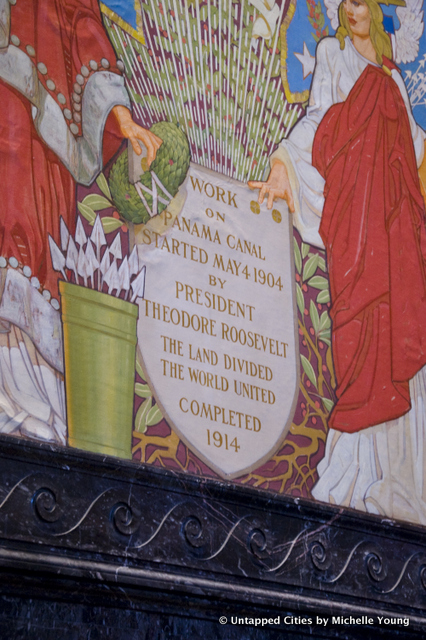 WORK
ON
PANAMA CANAL
STARTED MAY 4 1904
BY
PRESIDENT
THEODORE ROOSEVELT
THE LAND DIVIDED
THE WORLD UNITED
COMPLETED
1914
© Untapped Cities by Michelle Young